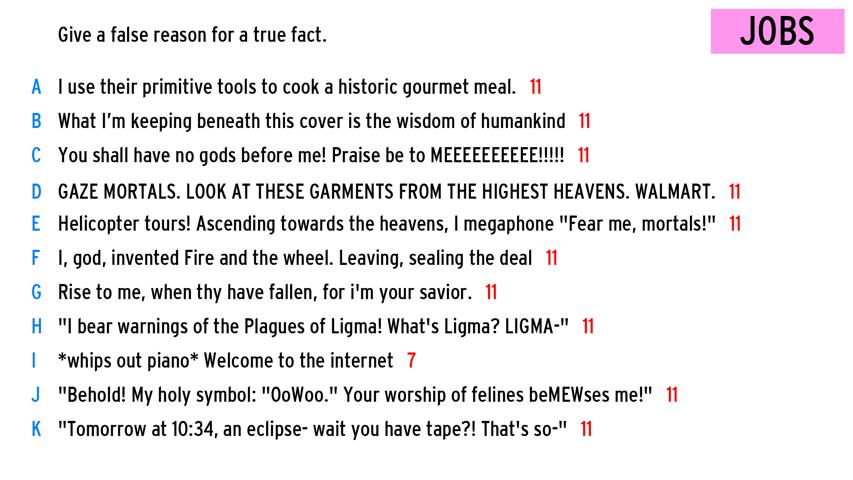 Give a false reason for a true fact.
JOBS
A I use their primitive tools to cook a historic gourmet meal. 11
B What I’m keeping beneath this cover is the wisdom of humankind 11
C You shall have no gods before me! Praise be to MEEEEEEEEEE!!!!! 11
D GAZE MORTALS. LOOK AT THESE GARMENTS FROM THE HIGHEST HEAVENS. WALMART. 11
E Helicopter tours! Ascending towards the heavens, I megaphone "Fear me, mortals!" 11
F I, god, invented Fire and the wheel. Leaving, sealing the deal 11
G Rise to me, when thy have fallen, for i'm your savior. 11
H "I bear warnings of the Plagues of Ligma! What's Ligma? LIGMA-" 11
I *whips out piano* Welcome to the internet 7
J "Behold! My holy symbol: "OoWoo." Your worship of felines beMEWses me!" 11
K "Tomorrow at 10:34, an eclipse- wait you have tape?! That's so-" 11